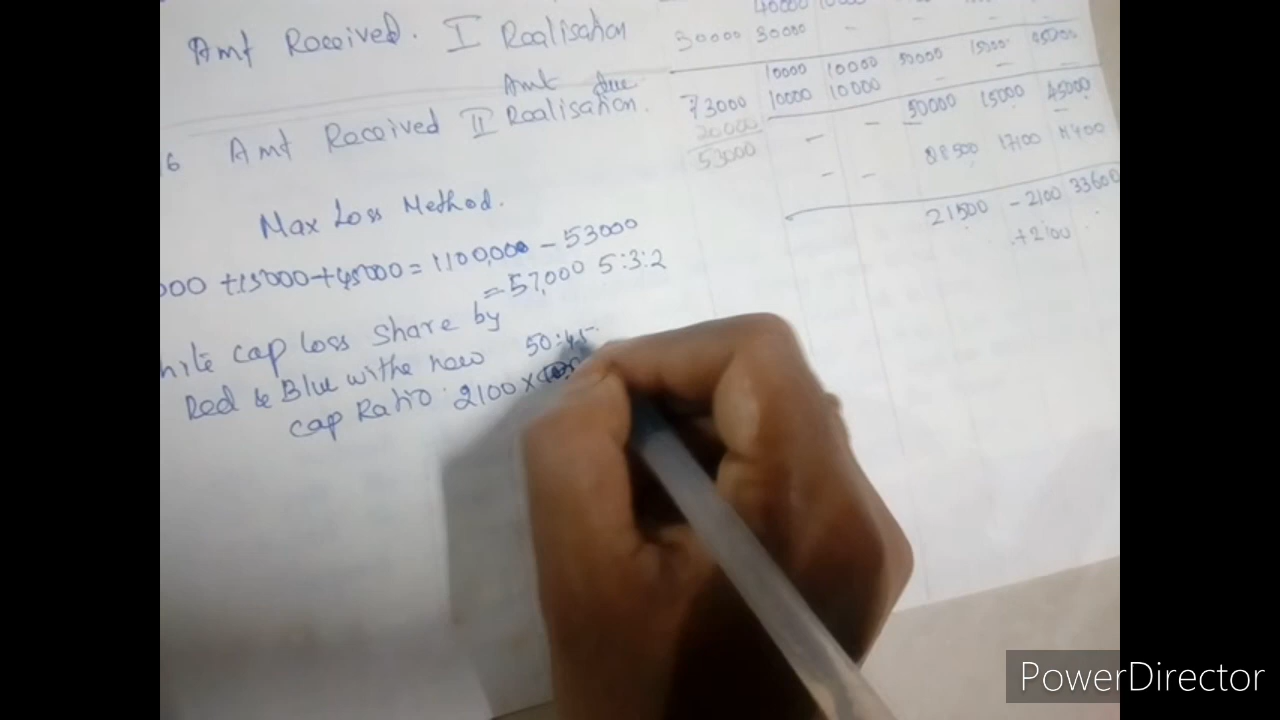 40000
Amt Received. I Realisation 30000 30000 - - - -
Amt due 10000 10000 50000 15000 45000
6 Amt Received II Realisation. 73000 10000 10000 - - -
20000 - - 50000 15000 45000
53000 - - 28500 17100 11400
Max Loss Method. 21500 -2100 33600
+2100
000 +15000+45000=1100,000 - 53000
=57,000 5:3:2
hite cap loss share by
Red & Blue withe new 50:45
cap Ratio. 2100 x
PowerDirector